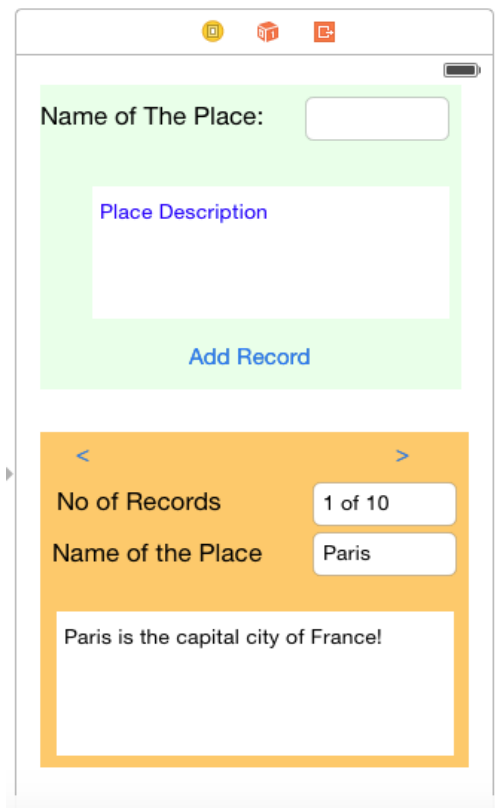 Name of The Place:
Place Description
Add Record
< >
No of Records 1 of 10
Name of the Place Paris
Paris is the capital city of France!